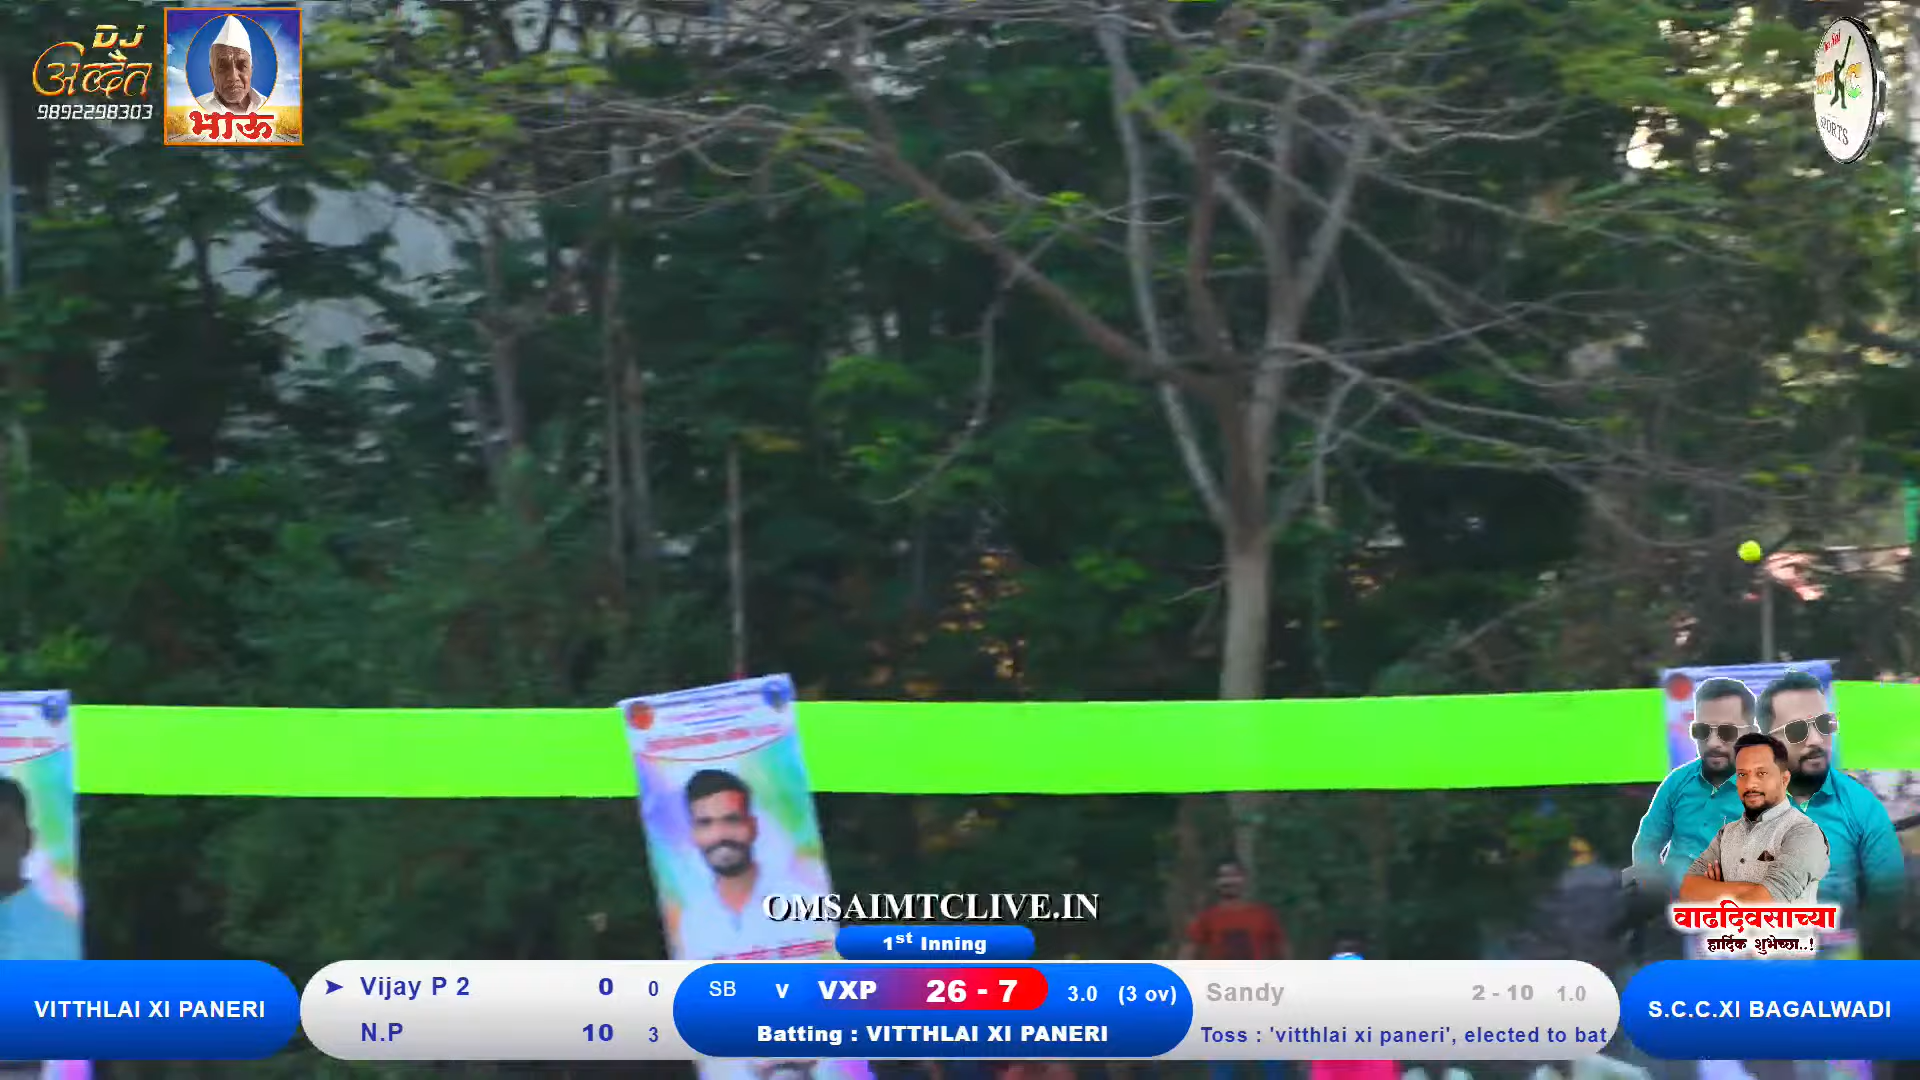 DJ
अव्दैत
9892298303
भाऊ
SPORTS
वाढदिवसाच्या
हार्दिक शुभेच्छा..!
OMSAIMTCLIVE.IN
1st Inning
VITTHLAI XI PANERI
➤ Vijay P 2 0 0
N.P 10 3
SB v VXP 26 - 7 3.0 (3 ov)
Batting : VITTHLAI XI PANERI
Sandy 2 - 10 1.0
Toss : 'vitthlai xi paneri', elected to bat
S.C.C.XI BAGALWADI